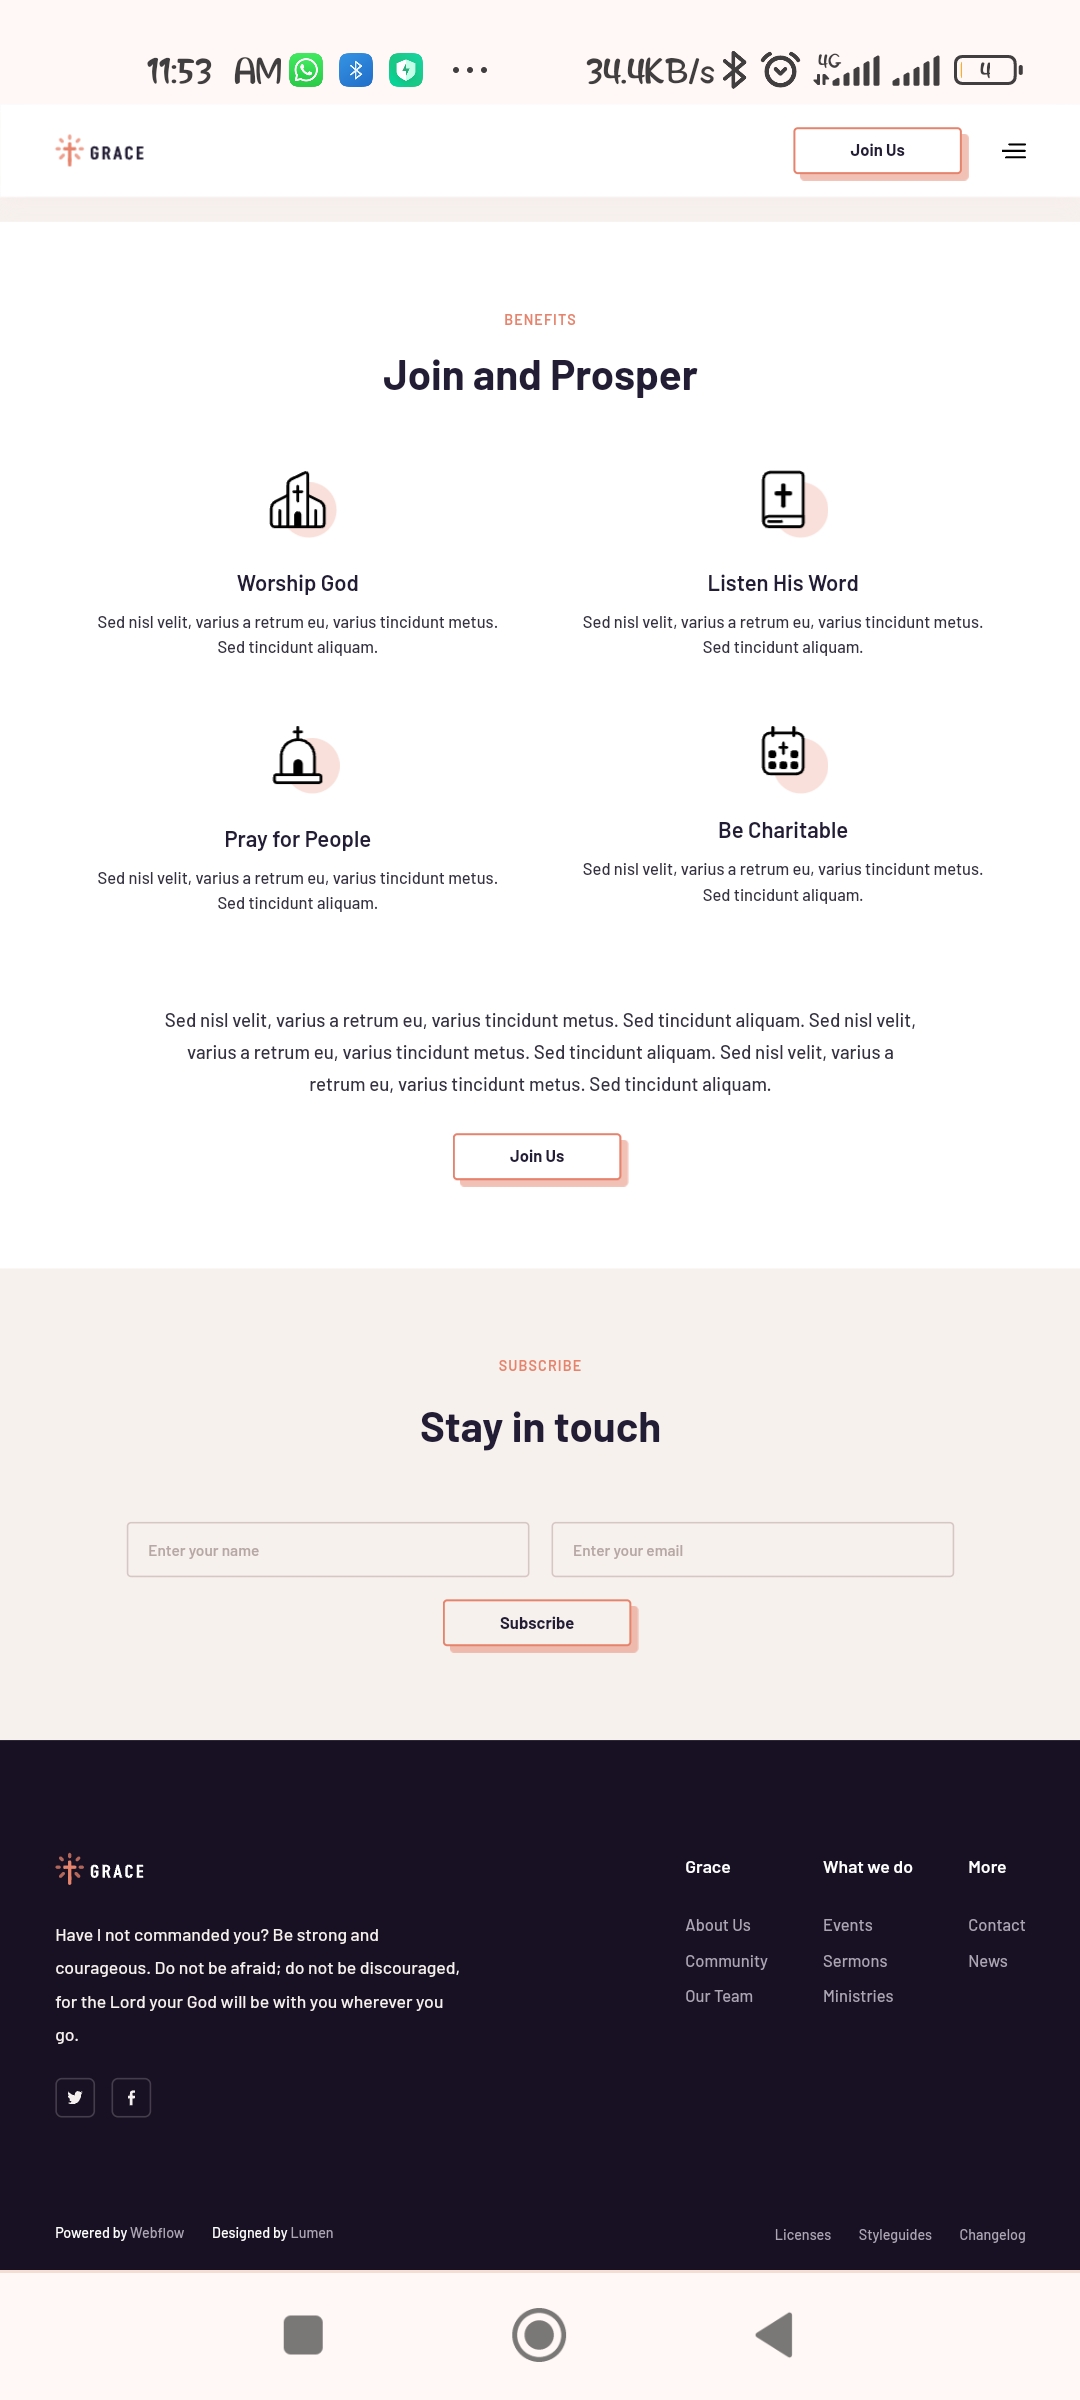 11:53 AM 34.4KB/s 4G 4
GRACE Join Us
BENEFITS
Join and Prosper
Worship God
Sed nisl velit, varius a retrum eu, varius tincidunt metus.
Sed tincidunt aliquam.
Listen His Word
Sed nisl velit, varius a retrum eu, varius tincidunt metus.
Sed tincidunt aliquam.
Pray for People
Sed nisl velit, varius a retrum eu, varius tincidunt metus.
Sed tincidunt aliquam.
Be Charitable
Sed nisl velit, varius a retrum eu, varius tincidunt metus.
Sed tincidunt aliquam.
Sed nisl velit, varius a retrum eu, varius tincidunt metus. Sed tincidunt aliquam. Sed nisl velit,
varius a retrum eu, varius tincidunt metus. Sed tincidunt aliquam. Sed nisl velit, varius a
retrum eu, varius tincidunt metus. Sed tincidunt aliquam.
Join Us
SUBSCRIBE
Stay in touch
Enter your name
Enter your email
Subscribe
GRACE
Have I not commanded you? Be strong and
courageous. Do not be afraid; do not be discouraged,
for the Lord your God will be with you wherever you
go.
Grace
About Us
Community
Our Team
What we do
Events
Sermons
Ministries
More
Contact
News
Powered by Webflow Designed by Lumen
Licenses Styleguides Changelog